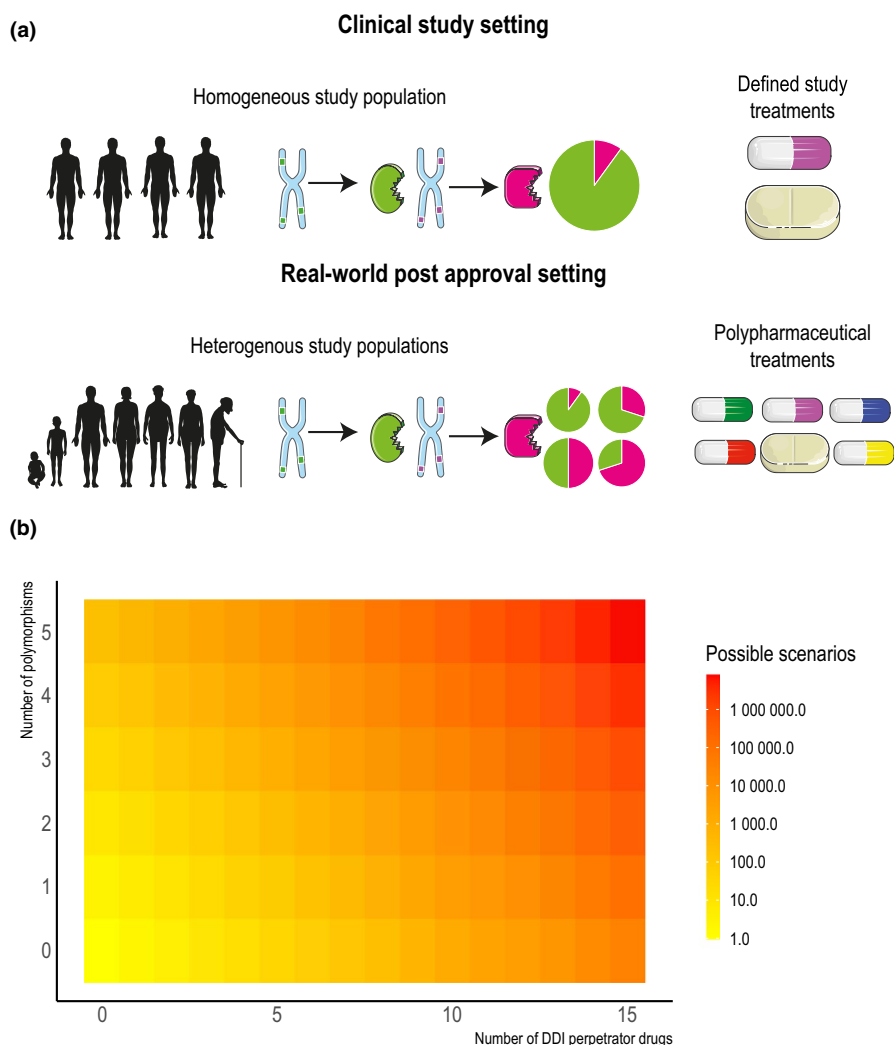 (a)
Clinical study setting
Homogeneous study population
Defined study
treatments
Real-world post approval setting
Heterogenous study populations
Polypharmaceutical
treatments
(b)
Number of polymorphisms
5
4
3
2
1
0
0
5
10
15
Number of DDI perpetrator drugs
Possible scenarios
1 000 000.0
100 000.0
10 000.0
1 000.0
100.0
10.0
1.0